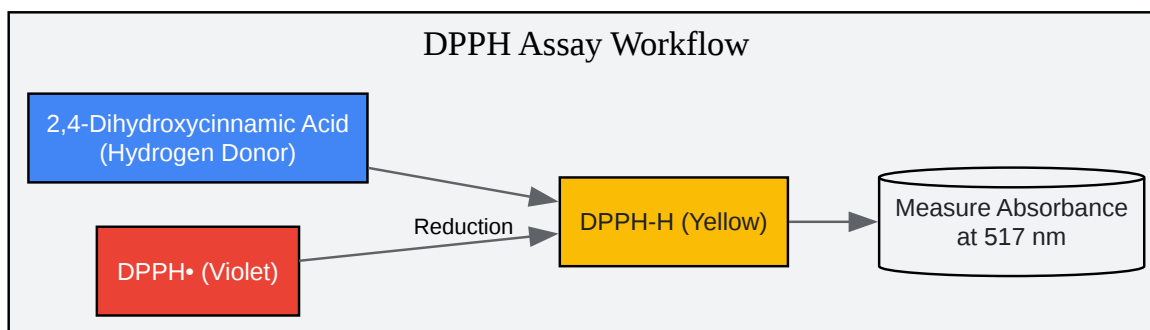 DPPH Assay Workflow
2,4-Dihydroxycinnamic Acid
(Hydrogen Donor)
Reduction
DPPH• (Violet)
DPPH-H (Yellow)
Measure Absorbance
at 517 nm